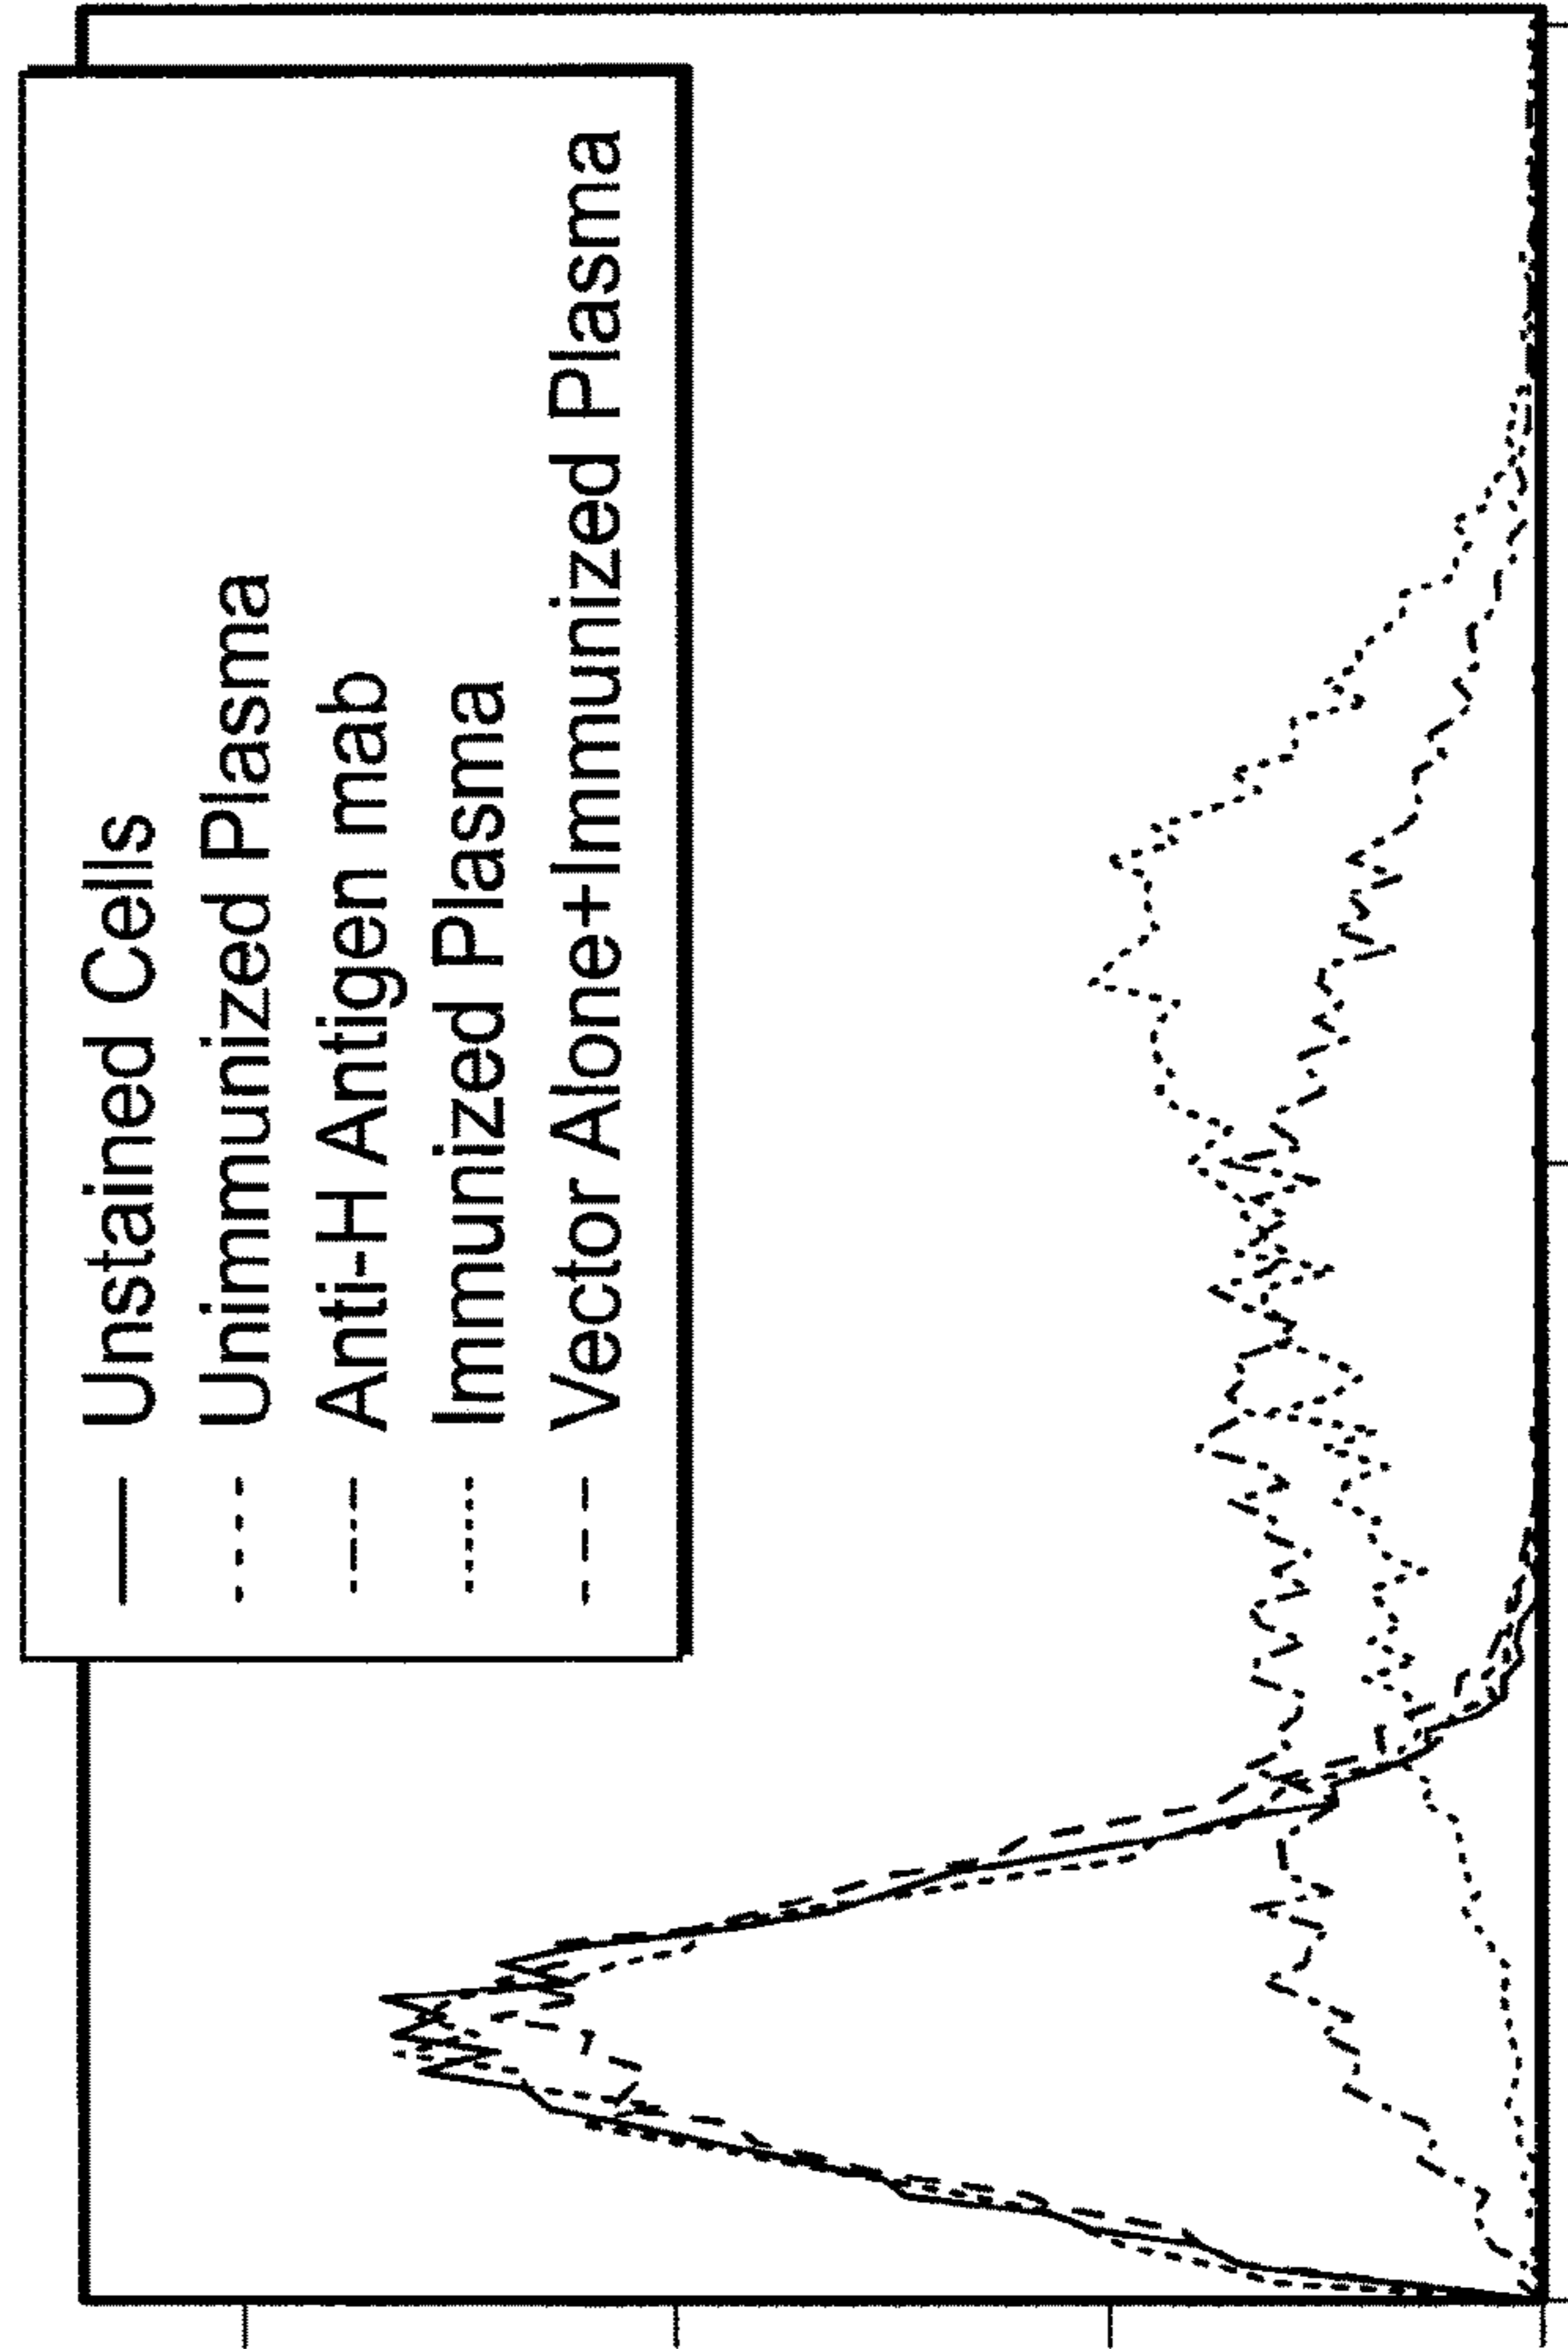 Unstained Cells
Unimmunized Plasma
Anti-H Antigen mab
Immunized Plasma
Vector Alone+Immunized Plasma